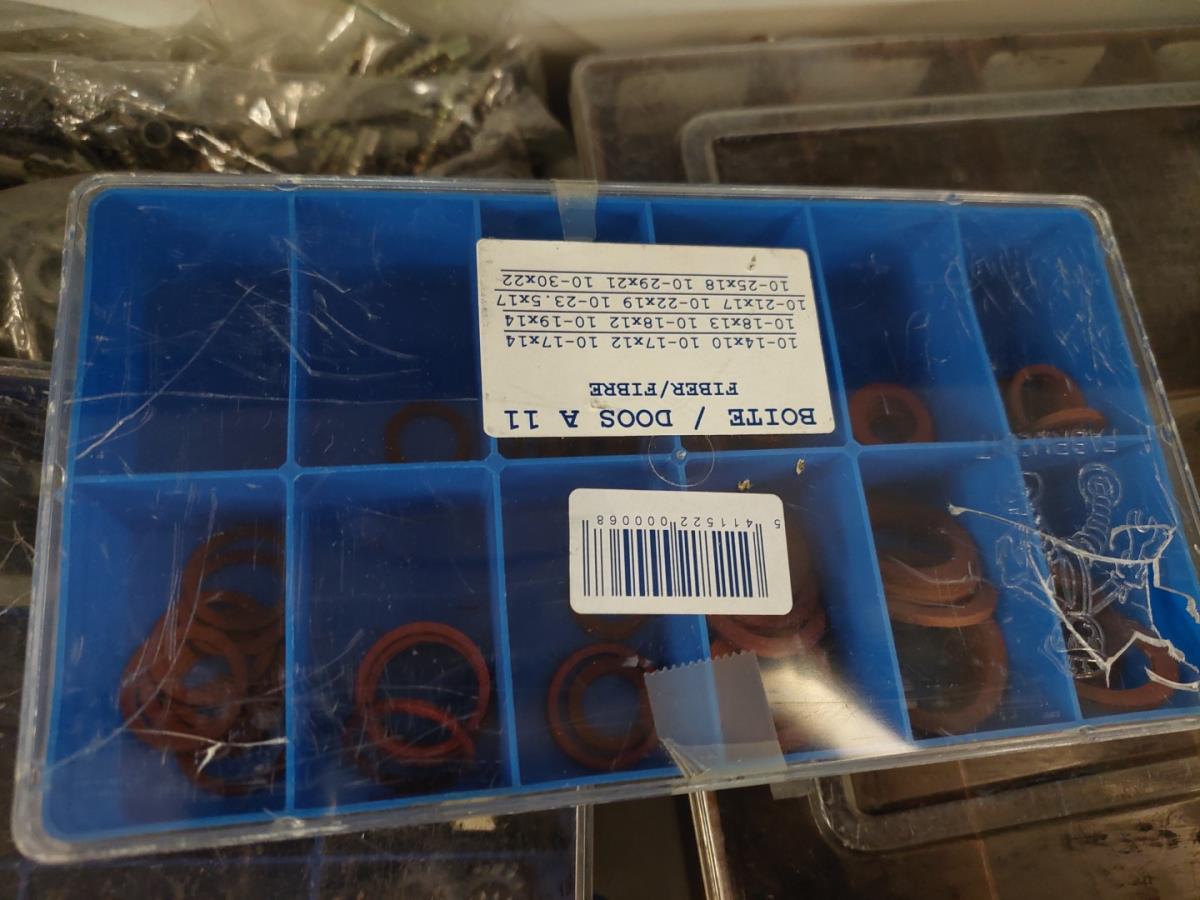 BOITE / DOOS A 11
FIBER/FIBRE
10-14x10 10-17x12 10-17x14
10-18x13 10-18x12 10-19x14
10-21x17 10-22x19 10-23.5x17
10-25x18 10-29x21 10-30x22
5 411522 000068